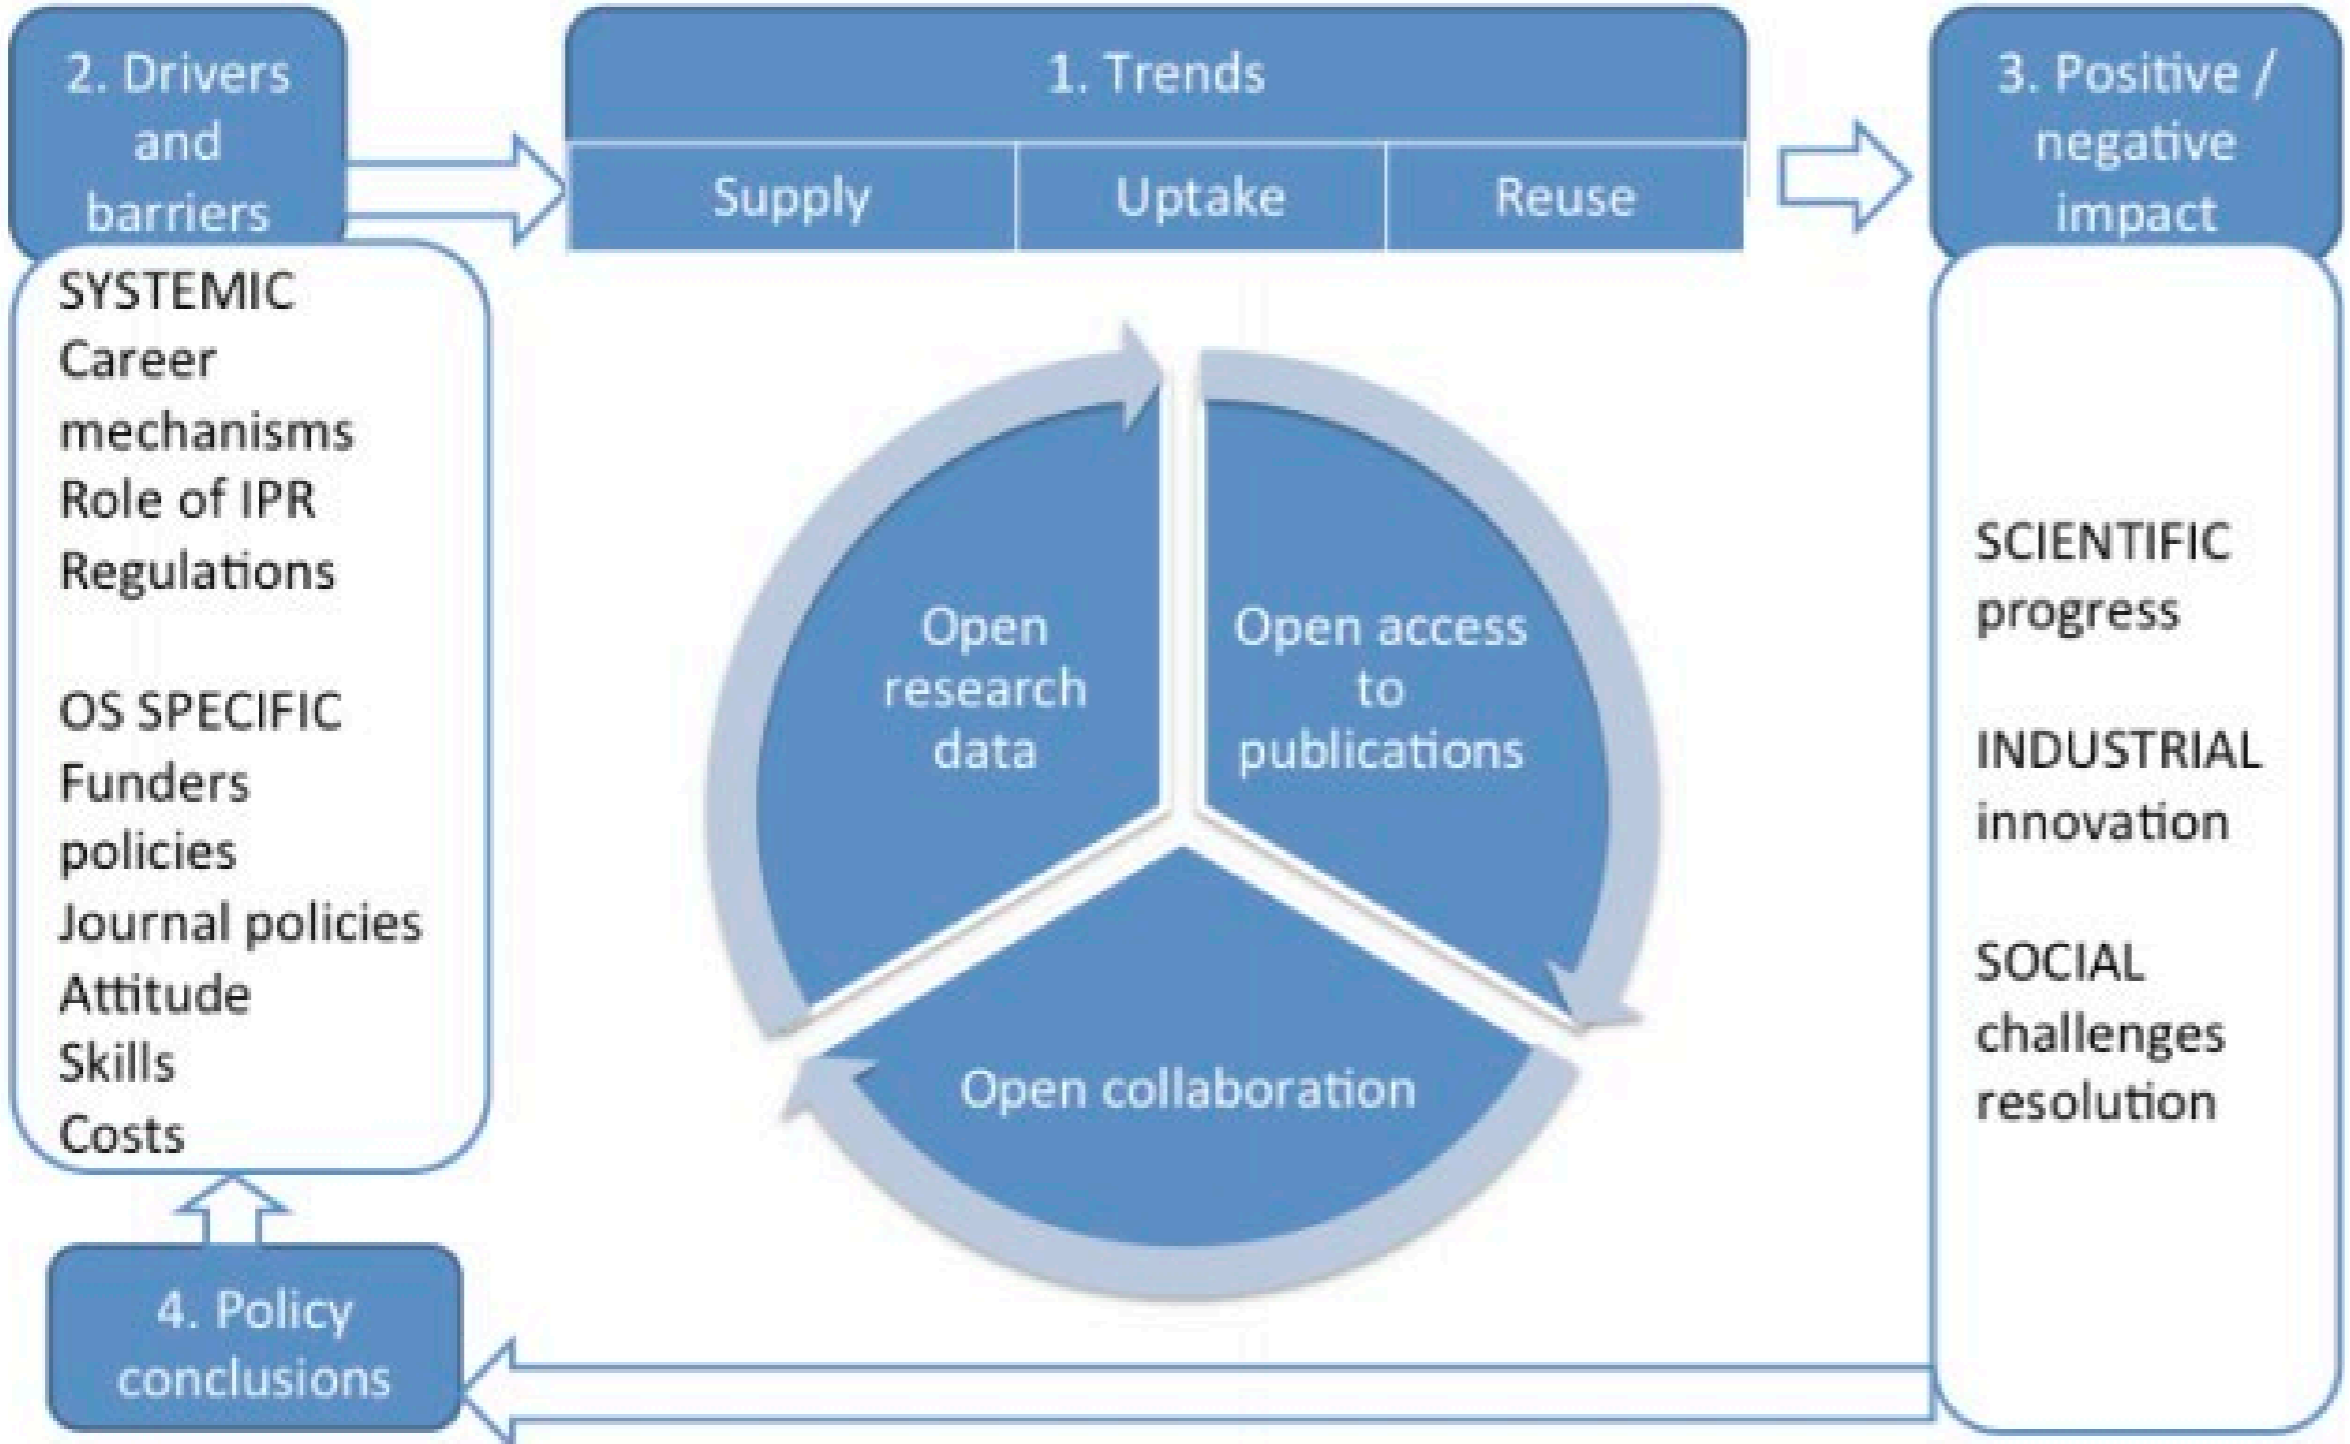 2. Drivers
and
barriers
SYSTEMIC
Career
mechanisms
Role of IPR
Regulations
OS SPECIFIC
Funders
policies
Journal policies
Attitude
Skills
Costs
1. Trends
Supply
Uptake
Reuse
Open
research
data
Open access
to
publications
Open collaboration
3. Positive /
negative
impact
SCIENTIFIC
progress
INDUSTRIAL
innovation
SOCIAL
challenges
resolution
4. Policy
conclusions